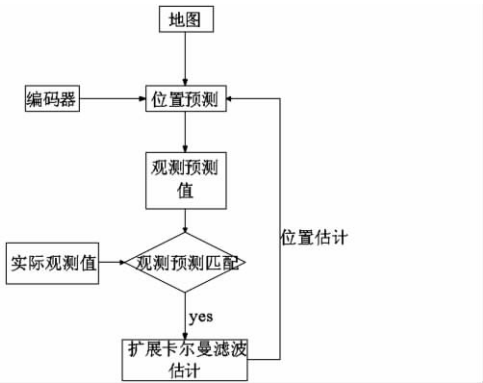 地图
编码器
位置预测
观测预测
值
位置估计
实际观测值
观测预测匹配
yes
扩展卡尔曼滤波
估计